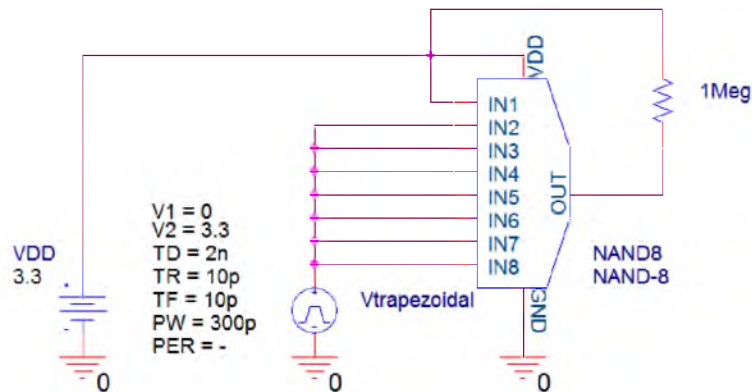 VDD
1Meg
IN1
IN2
IN3
IN4
IN5
IN6
IN7
IN8
OUT
GND
V1 = 0
V2 = 3.3
TD = 2n
TR = 10p
TF = 10p
PW = 300p
PER = -
VDD
3.3
Vtrapezoidal
NAND8
NAND-8
0
0
0